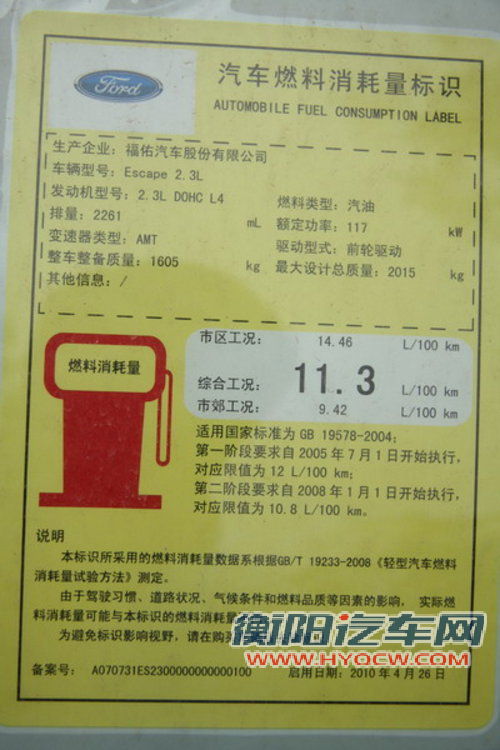 Ford
汽车燃料消耗量标识
AUTOMOBILE FUEL CONSUMPTION LABEL
生产企业：福佑汽车股份有限公司
车辆型号：Escape 2.3L
发动机型号：2.3L DOHC L4
燃料类型：汽油
排量：2261 mL
额定功率：117 kW
变速器类型：AMT
驱动型式：前轮驱动
整车整备质量：1605 kg
最大设计总质量：2015 kg
其他信息：/
燃料消耗量
市区工况： 14.46 L/100 km
综合工况： 11.3 L/100 km
市郊工况： 9.42 L/100 km
适用国家标准为 GB 19578-2004；
第一阶段要求自 2005 年 7 月 1 日开始执行，
对应限值为 12 L/100 km；
第二阶段要求自 2008 年 1 月 1 日开始执行，
对应限值为 10.8 L/100 km。
说明
本标识所采用的燃料消耗量数据系根据GB/T 19233-2008《轻型汽车燃料
消耗量试验方法》测定。
由于驾驶习惯、道路状况、气候条件和燃料品质等因素的影响，实际燃
料消耗量可能与本标识的燃料消耗量
为避免标识影响视野，请在购买
衡阳汽车网
www.HYQCW.com
备案号： A070731ES2300000000000100 启用日期：2010 年 4 月 26 日